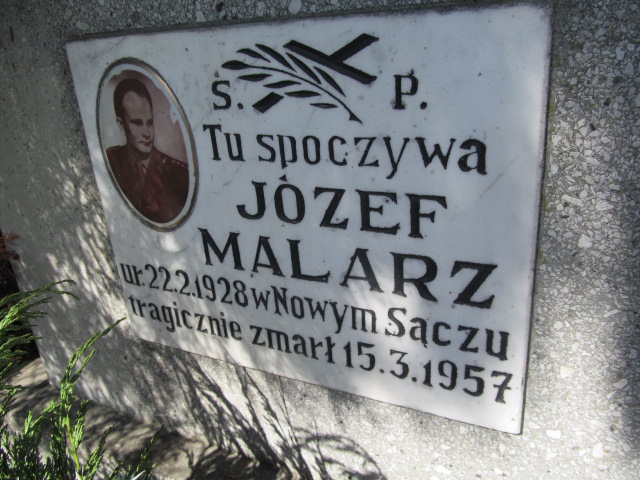 Ś. P.
Tu spoczywa
JÓZEF
MALARZ
ur. 22.2.1928 w Nowym Sączu
tragicznie zmarł 15.3.1957